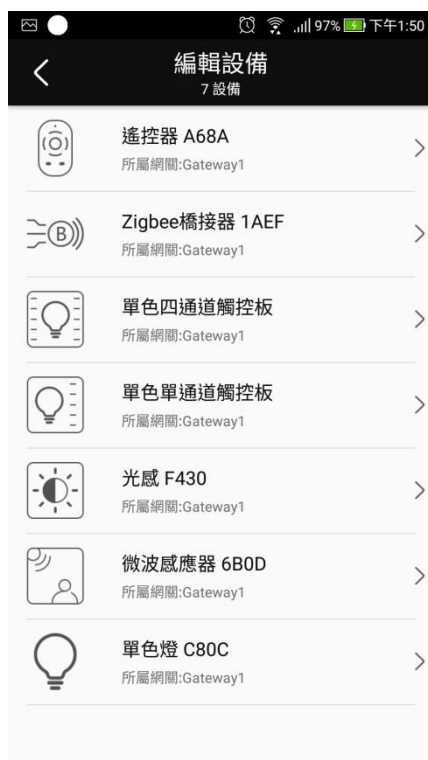 97% 下午1:50
編輯設備
7 設備
遙控器 A68A
所屬網關:Gateway1
B
Zigbee橋接器 1AEF
所屬網關:Gateway1
單色四通道觸控板
所屬網關:Gateway1
單色單通道觸控板
所屬網關:Gateway1
光感 F430
所屬網關:Gateway1
微波感應器 6B0D
所屬網關:Gateway1
單色燈 C80C
所屬網關:Gateway1